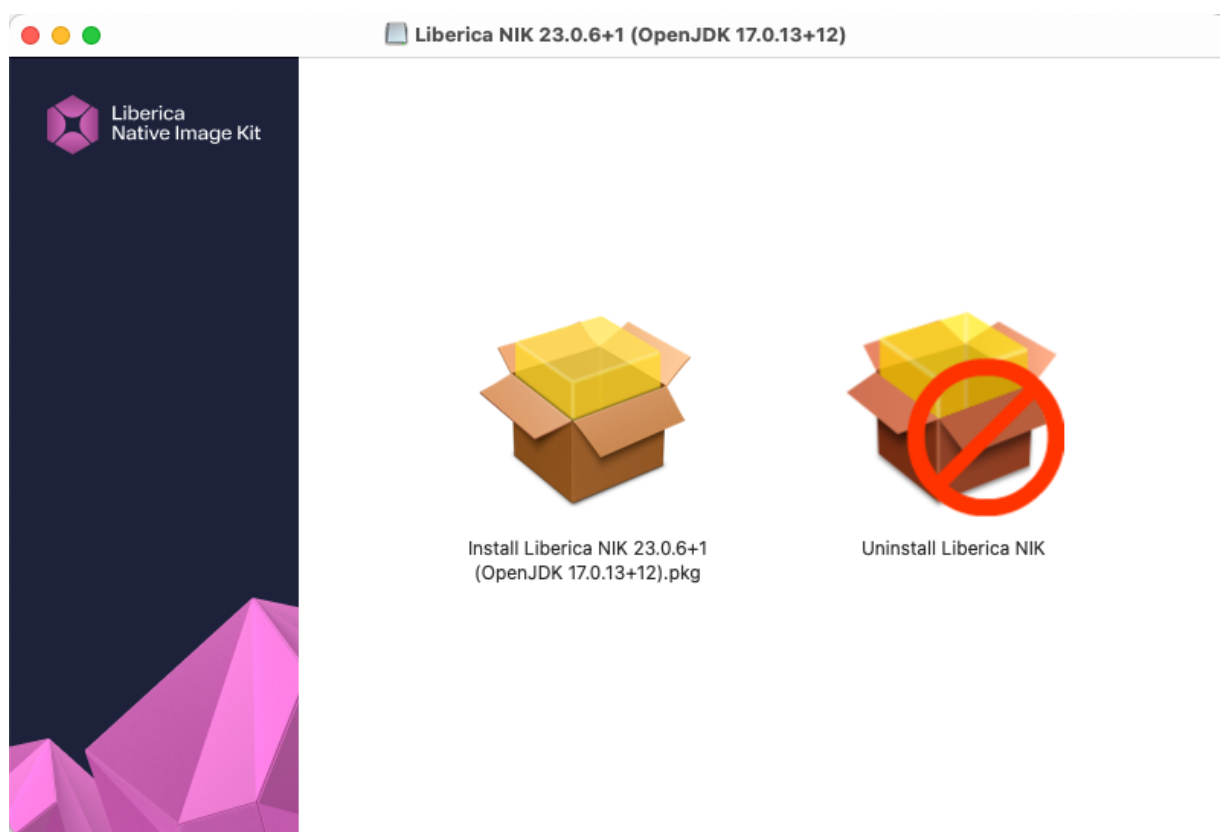 Liberica NIK 23.0.6+1 (OpenJDK 17.0.13+12)
Liberica
Native Image Kit
Install Liberica NIK 23.0.6+1
(OpenJDK 17.0.13+12).pkg
Uninstall Liberica NIK